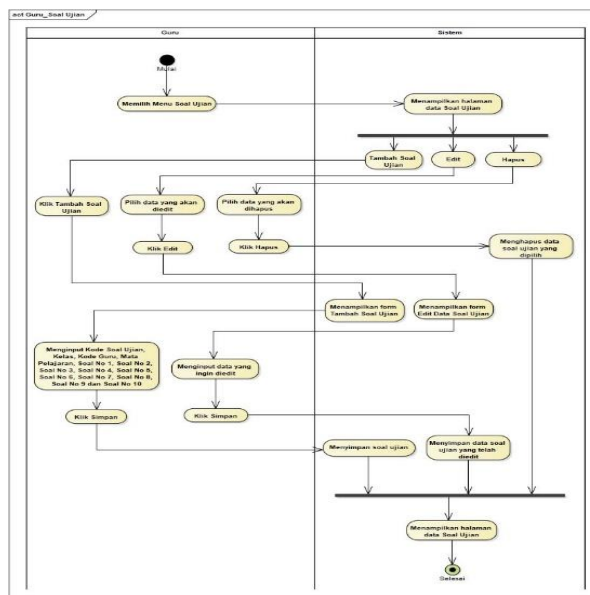 act Guru_Soal Ujian
Guru
Sistem
Mulai
Memilih Menu Soal Ujian
Menampilkan halaman
data Soal Ujian
Tambah Soal
Ujian
Edit
Hapus
Klik Tambah Soal
Ujian
Pilih data yang akan
diedit
Pilih data yang akan
dihapus
Klik Edit
Klik Hapus
Menghapus data
soal ujian yang
dipilih
Menampilkan form
Tambah Soal Ujian
Menampilkan form
Edit Data Soal Ujian
Menginput Kode Soal Ujian,
Kelas, Kode Guru, Mata
Pelajaran, Soal No 1, Soal No 2,
Soal No 3, Soal No 4, Soal No 5,
Soal No 6, Soal No 7, Soal No 8,
Soal No 9 dan Soal No 10
Menginput data yang
ingin diedit
Klik Simpan
Klik Simpan
Menyimpan soal ujian
Menyimpan data soal
ujian yang telah
diedit
Menampilkan halaman
data Soal Ujian
Selesai